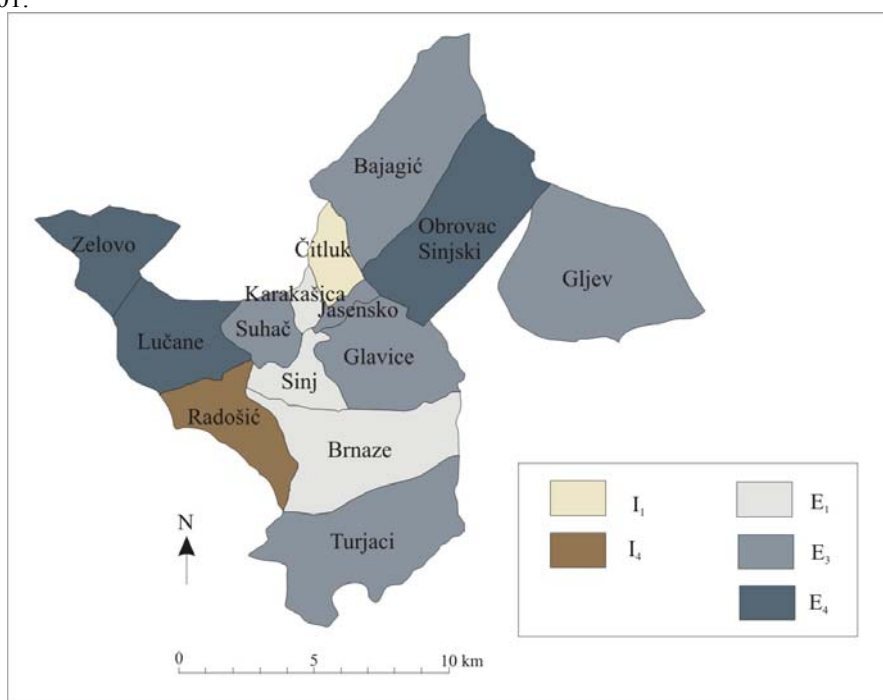 01.
Bajagić
Obrovac
Sinjski
Zelovo
Čitluk
Gljev
Karakašica
Jasensko
Suhač
Lučane
Glavice
Sinj
Radošić
Brnaze
Turjaci
N
I₁
E₁
I₄
E₃
E₄
0 5 10 km